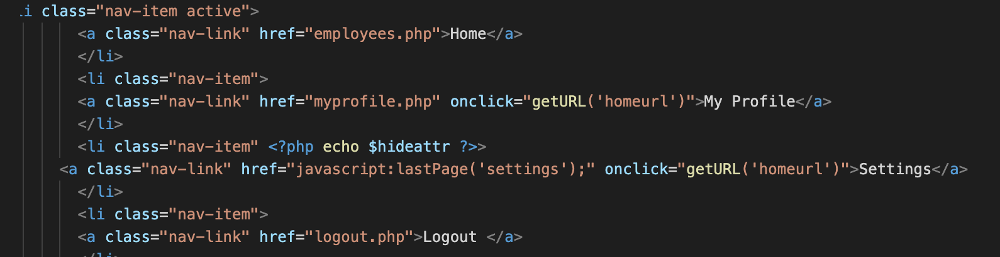 i class="nav-item active">
<a class="nav-link" href="employees.php">Home</a>
</li>
<li class="nav-item">
<a class="nav-link" href="myprofile.php" onclick="getURL('homeurl')">My Profile</a>
</li>
<li class="nav-item" <?php echo $hideattr ?>>
<a class="nav-link" href="javascript:lastPage('settings');" onclick="getURL('homeurl')">Settings</a>
</li>
<li class="nav-item">
<a class="nav-link" href="logout.php">Logout </a>
</li>